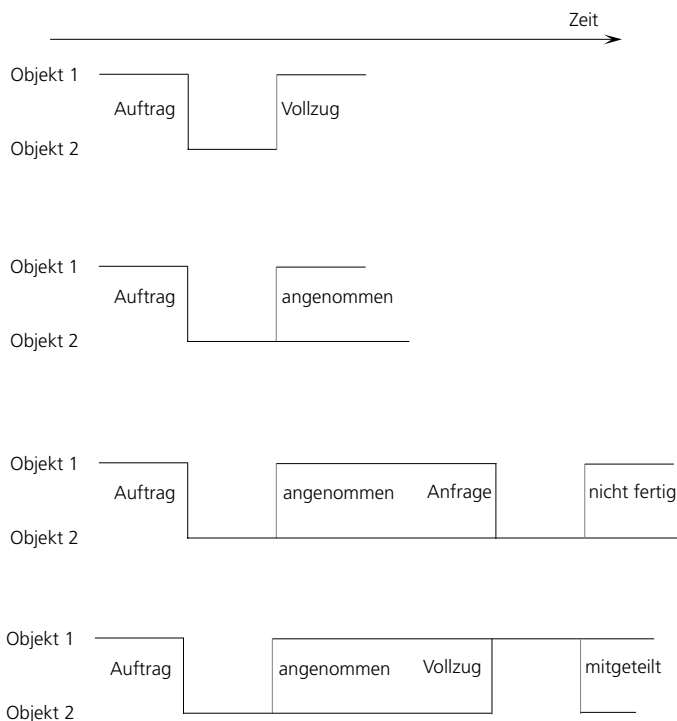 Zeit
Objekt 1
Auftrag Vollzug
Objekt 2
Objekt 1
Auftrag angenommen
Objekt 2
Objekt 1
Auftrag angenommen Anfrage nicht fertig
Objekt 2
Objekt 1
Auftrag angenommen Vollzug mitgeteilt
Objekt 2